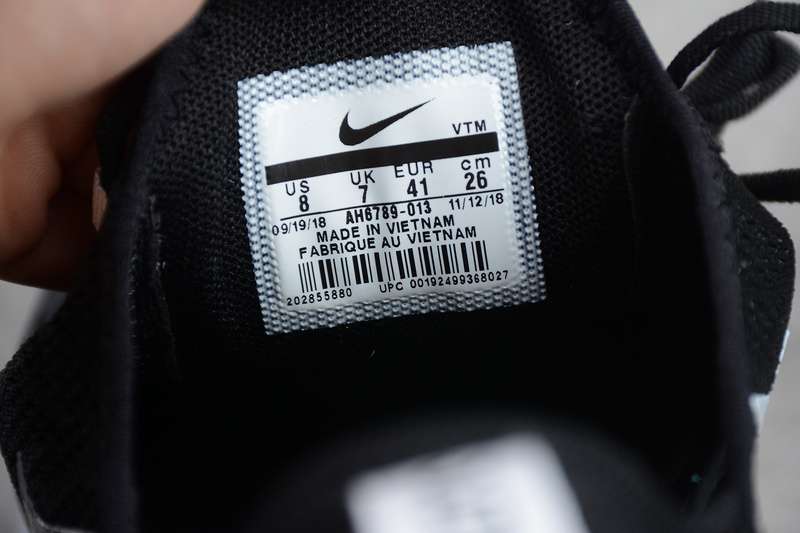 VTM
US UK EUR cm
8 7 41 26
09/19/18 AH6789-013 11/12/18
MADE IN VIETNAM
FABRIQUE AU VIETNAM
202855880 UPC 00192499368027